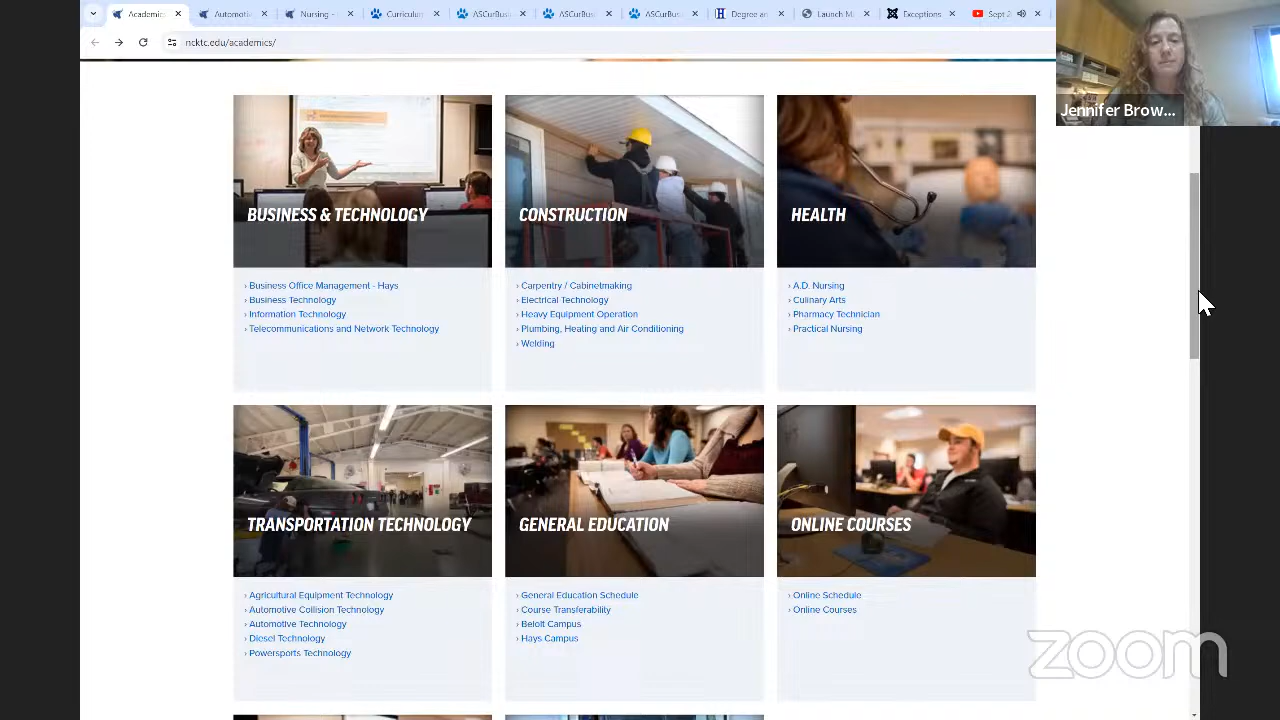 Academic
Automotiv
Nursing -
Curriculum
ASCurBus
ASCurBus
ASCurBus
Degree an
Launch M
Exceptions
Sept 2
ncktc.edu/academics/
Jennifer Brow...
BUSINESS & TECHNOLOGY
› Business Office Management - Hays
› Business Technology
› Information Technology
› Telecommunications and Network Technology
CONSTRUCTION
› Carpentry / Cabinetmaking
› Electrical Technology
› Heavy Equipment Operation
› Plumbing, Heating and Air Conditioning
› Welding
HEALTH
› A.D. Nursing
› Culinary Arts
› Pharmacy Technician
› Practical Nursing
TRANSPORTATION TECHNOLOGY
› Agricultural Equipment Technology
› Automotive Collision Technology
› Automotive Technology
› Diesel Technology
› Powersports Technology
GENERAL EDUCATION
› General Education Schedule
› Course Transferability
› Beloit Campus
› Hays Campus
ONLINE COURSES
› Online Schedule
› Online Courses
zoom